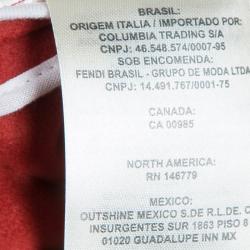 BRASIL:
ORIGEM ITALIA / IMPORTADO POR:
COLUMBIA TRADING S/A
CNPJ: 46.548.574/0007-95
SOB ENCOMENDA:
FENDI BRASIL - GRUPO DE MODA LTDA
CNPJ: 14.491.767/0001-75
CANADA:
CA 00985
NORTH AMERICA:
RN 146779
MEXICO:
OUTSHINE MEXICO S.DE R.L.DE C.
INSURGENTES SUR 1863 PISO 8
01020 GUADALUPE INN MX